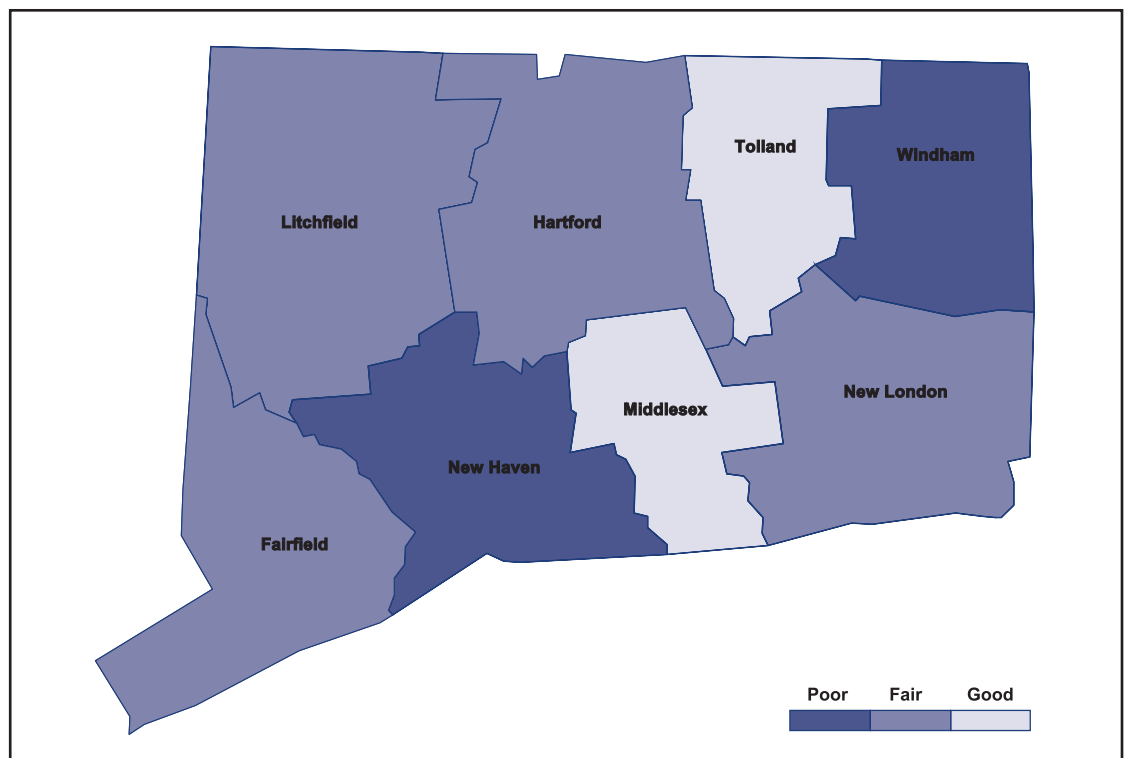 Tolland
Windham
Litchfield
Hartford
New London
Middlesex
New Haven
Fairfield
Poor Fair Good